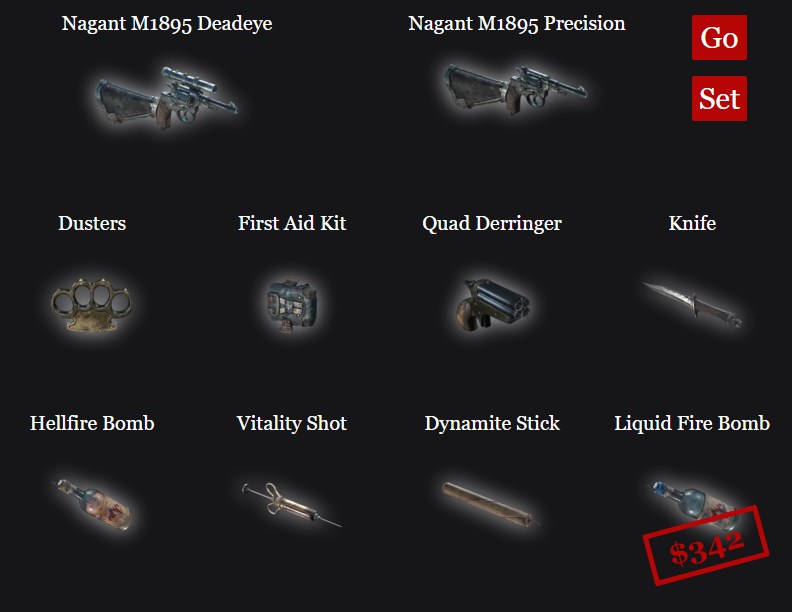 Nagant M1895 Deadeye
Nagant M1895 Precision
Go
Set
Dusters
First Aid Kit
Quad Derringer
Knife
Hellfire Bomb
Vitality Shot
Dynamite Stick
Liquid Fire Bomb
$342